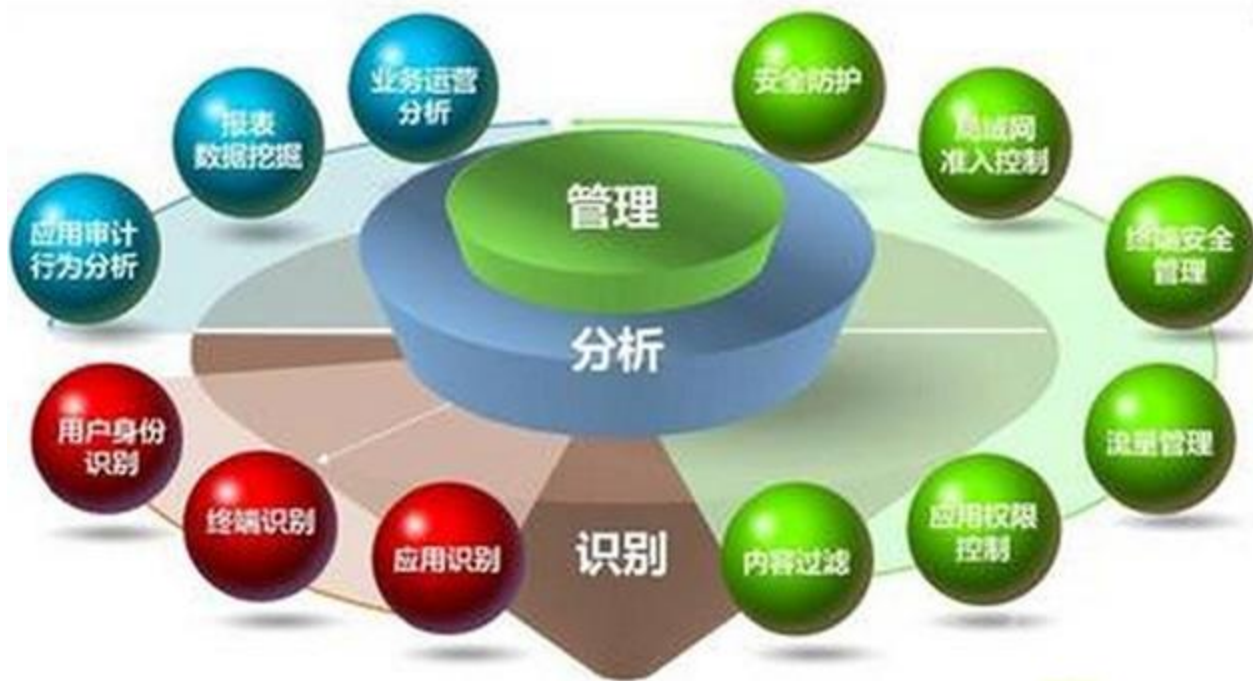 业务运营
分析
安全防护
报表
数据挖掘
局域网
准入控制
管理
应用审计
行为分析
终端安全
管理
分析
用户身份
识别
流量管理
终端识别
应用权限
控制
应用识别
识别
内容过滤